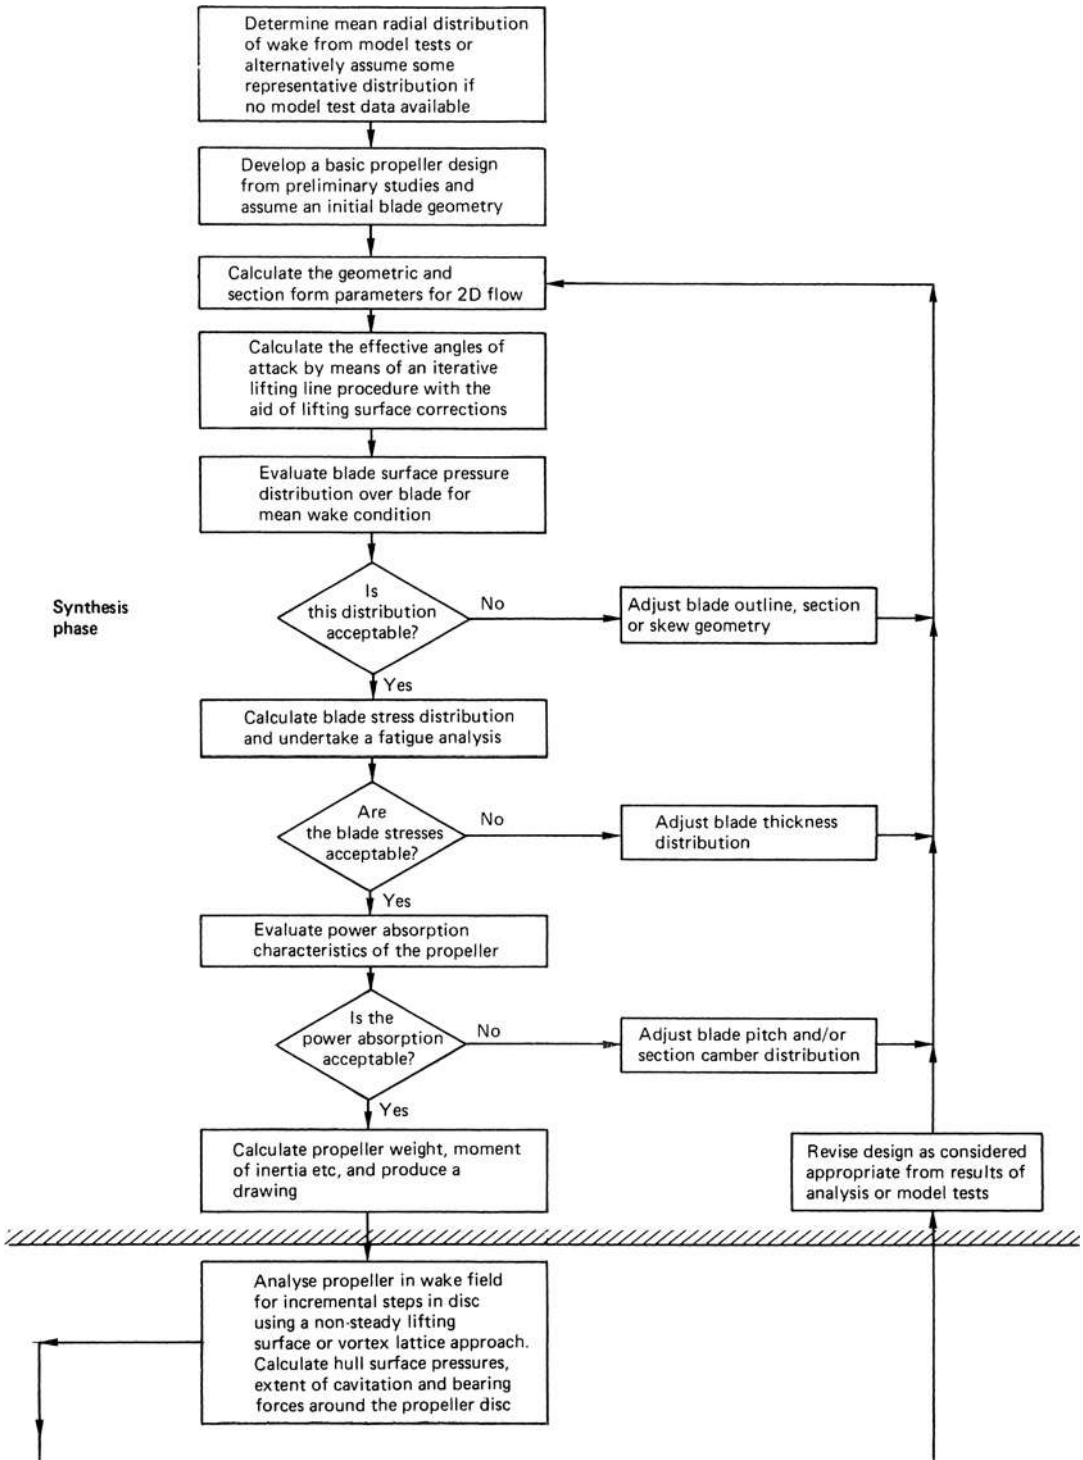 Determine mean radial distribution
of wake from model tests or
alternatively assume some
representative distribution if
no model test data available
Develop a basic propeller design
from preliminary studies and
assume an initial blade geometry
Calculate the geometric and
section form parameters for 2D flow
Calculate the effective angles of
attack by means of an iterative
lifting line procedure with the
aid of lifting surface corrections
Evaluate blade surface pressure
distribution over blade for
mean wake condition
Synthesis
phase
Is
this distribution
acceptable?
No
Adjust blade outline, section
or skew geometry
Yes
Calculate blade stress distribution
and undertake a fatigue analysis
Are
the blade stresses
acceptable?
No
Adjust blade thickness
distribution
Yes
Evaluate power absorption
characteristics of the propeller
Is the
power absorption
acceptable?
No
Adjust blade pitch and/or
section camber distribution
Yes
Calculate propeller weight, moment
of inertia etc, and produce a
drawing
Revise design as considered
appropriate from results of
analysis or model tests
Analyse propeller in wake field
for incremental steps in disc
using a non-steady lifting
surface or vortex lattice approach.
Calculate hull surface pressures,
extent of cavitation and bearing
forces around the propeller disc